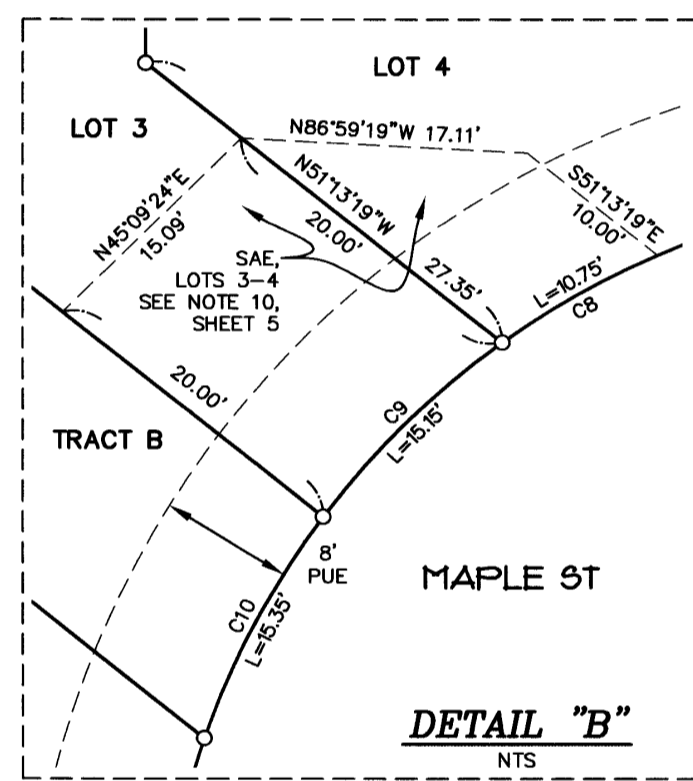 LOT 4
LOT 3
N86°59'19"W 17.11'
N45°09'24"E
15.09'
N51°13'19"W
20.00'
27.35'
S51°13'19"E
10.00'
SAE,
LOTS 3-4
SEE NOTE 10,
SHEET 5
L=10.75'
C8
20.00'
C9
L=15.15'
TRACT B
8'
PUE
MAPLE ST
C10
L=15.35'
DETAIL "B"
NTS